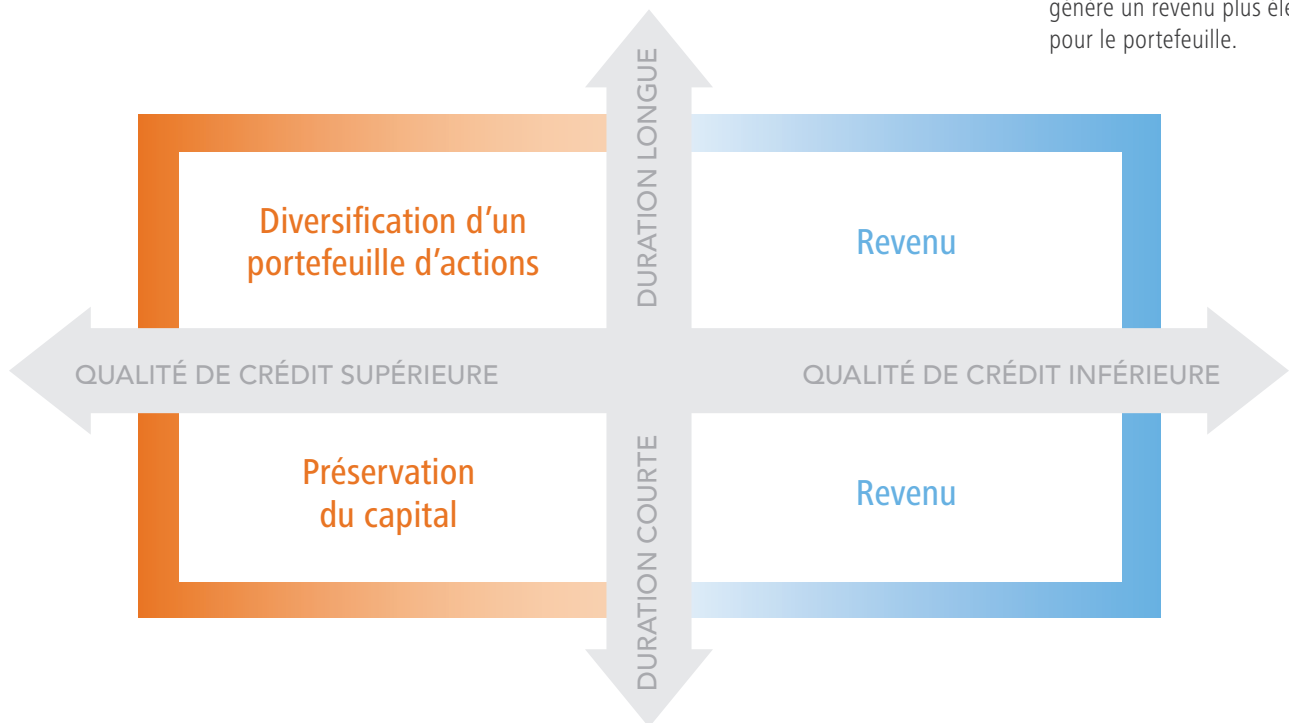 génère un revenu plus
pour le portefeuille.
DURATION LONGUE
Diversification d’un
portefeuille d’actions
Revenu
QUALITÉ DE CRÉDIT SUPÉRIEURE
QUALITÉ DE CRÉDIT INFÉRIEURE
Préservation
du capital
Revenu
DURATION COURTE